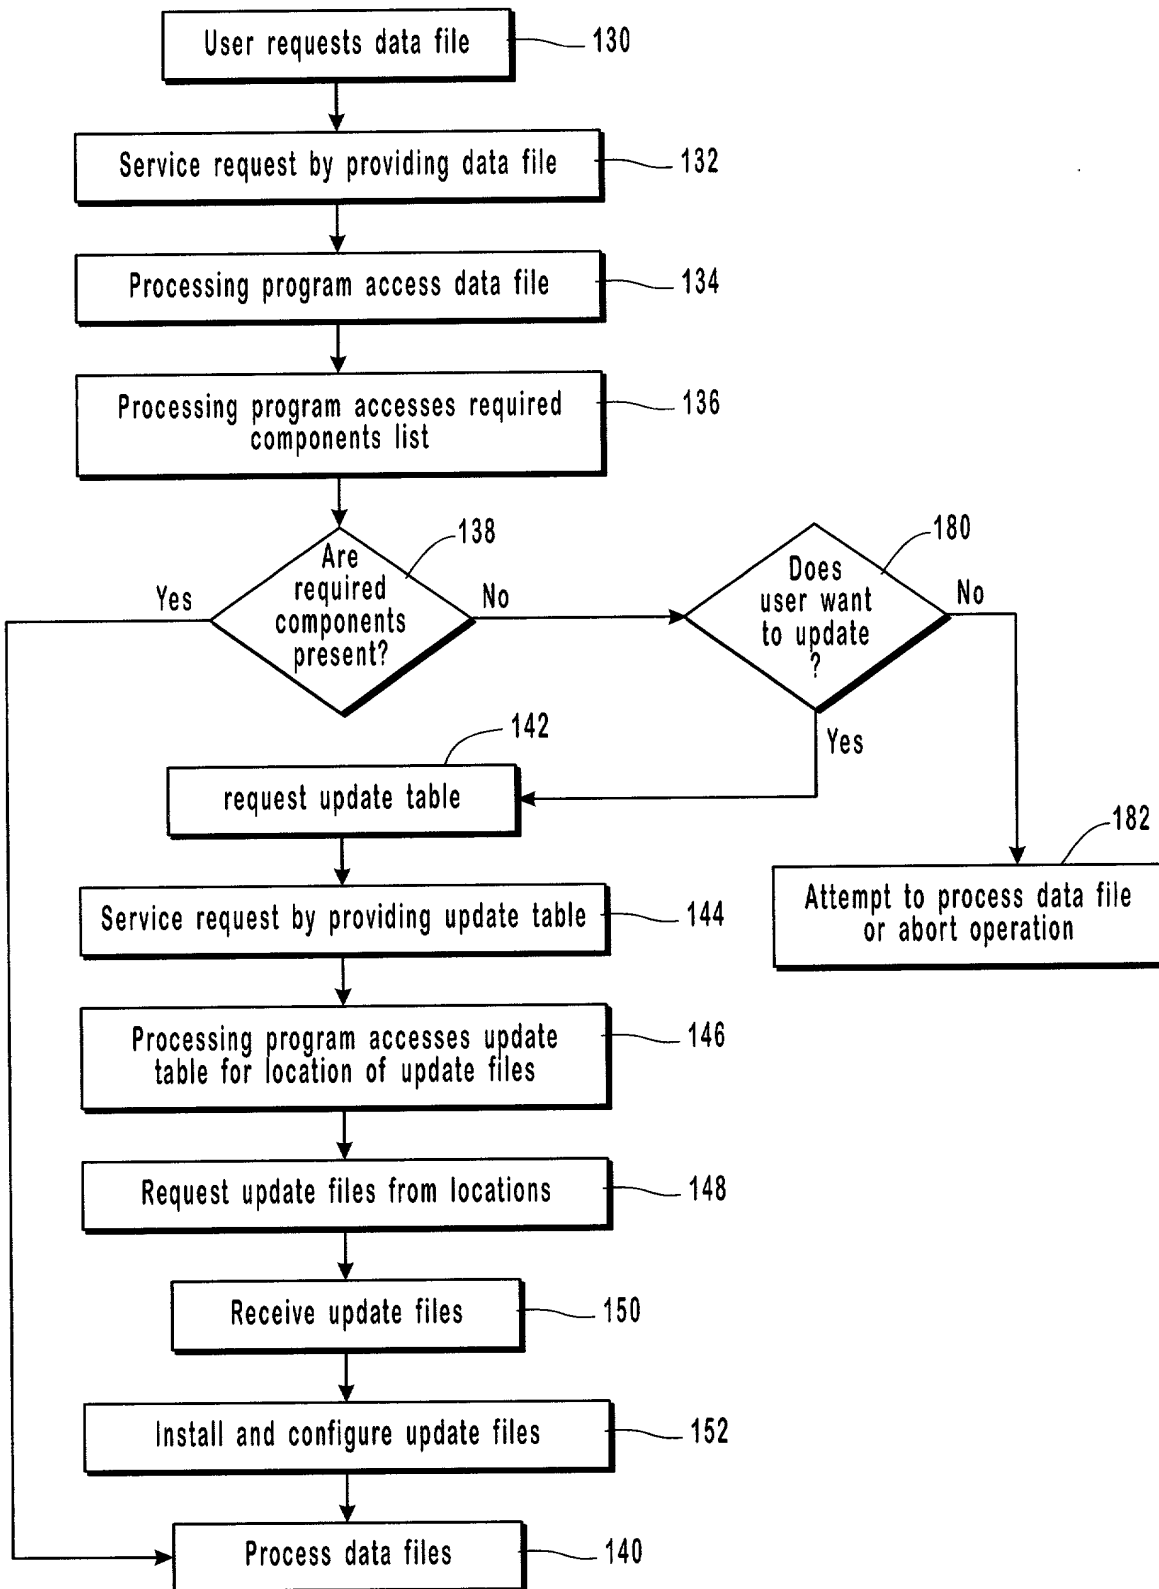 User requests data file
130
Service request by providing data file
132
Processing program access data file
134
Processing program accesses required
components list
136
138
Are
required
components
present?
Yes
No
180
Does
user want
to update
?
No
Yes
142
request update table
182
Attempt to process data file
or abort operation
Service request by providing update table
144
Processing program accesses update
table for location of update files
146
Request update files from locations
148
Receive update files
150
Install and configure update files
152
Process data files
140